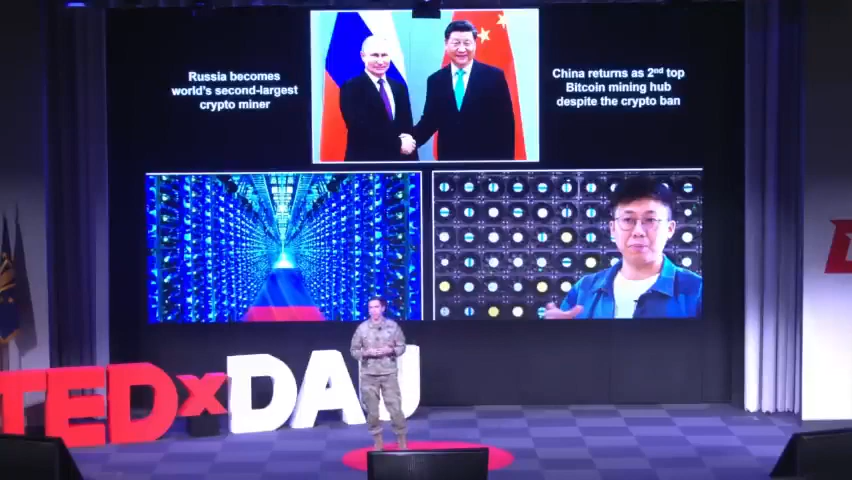 Russia becomes
world's second-largest
crypto miner
China returns as 2nd top
Bitcoin mining hub
despite the crypto ban
TEDxDAU